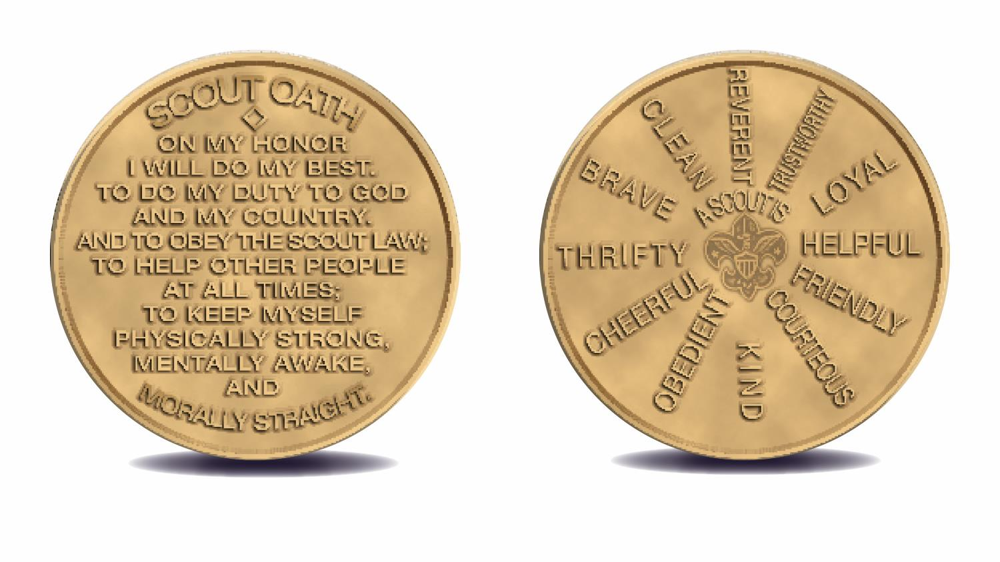 SCOUT OATH
ON MY HONOR
I WILL DO MY BEST.
TO DO MY DUTY TO GOD
AND MY COUNTRY.
AND TO OBEY THE SCOUT LAW;
TO HELP OTHER PEOPLE
AT ALL TIMES;
TO KEEP MYSELF
PHYSICALLY STRONG,
MENTALLY AWAKE,
AND
MORALLY STRAIGHT.
A SCOUT IS
TRUSTWORTHY
LOYAL
HELPFUL
FRIENDLY
COURTEOUS
KIND
OBEDIENT
CHEERFUL
THRIFTY
BRAVE
CLEAN
REVERENT